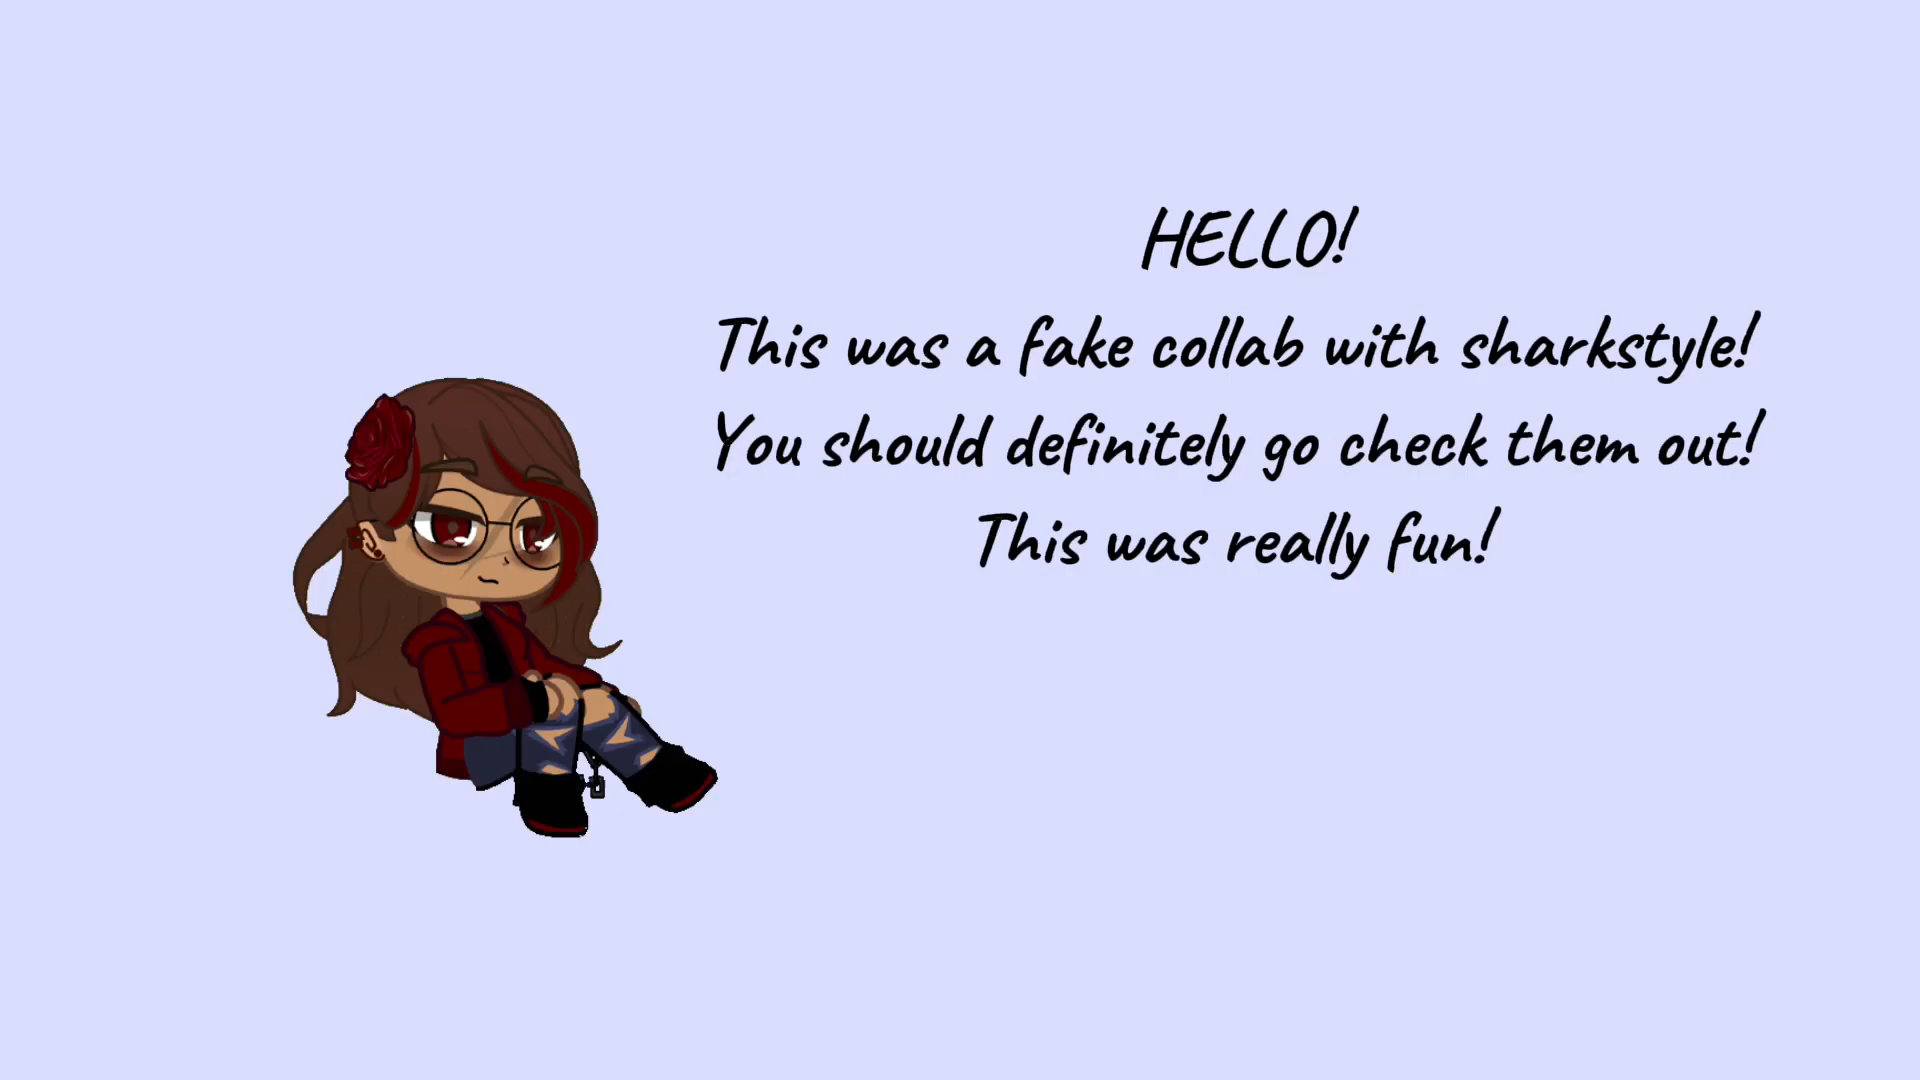 HELLO!
This was a fake collab with sharkstyle!
You should definitely go check them out!
This was really fun!